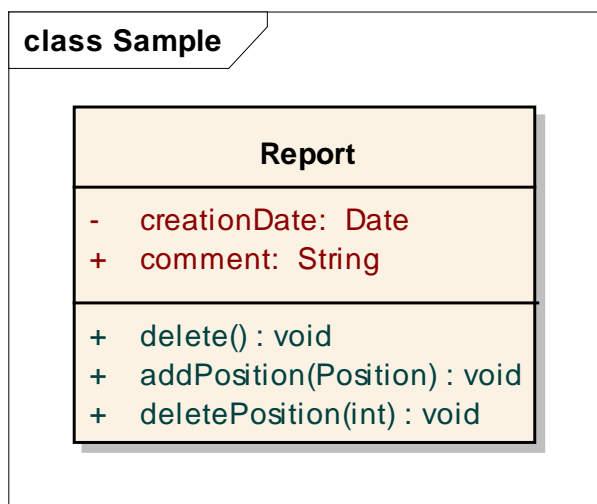 class Sample
Report
- creationDate: Date
+ comment: String
+ delete() : void
+ addPosition(Position) : void
+ deletePosition(int) : void